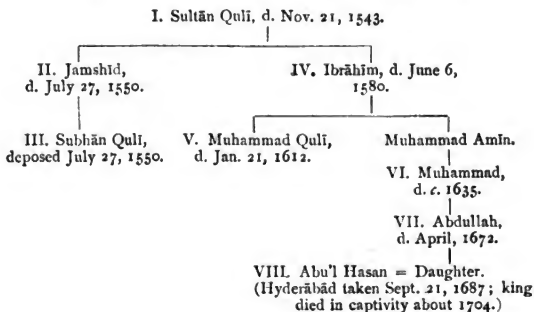 I. Sultān Qulī, d. Nov. 21, 1543.
II. Jamshīd,
d. July 27, 1550.
IV. Ibrāhīm, d. June 6,
1580.
III. Subhān Qulī,
deposed July 27, 1550.
V. Muhammad Qulī,
d. Jan. 21, 1612.
Muhammad Amīn.
VI. Muhammad,
d. c. 1635.
VII. Abdullah,
d. April, 1672.
VIII. Abu'l Hasan = Daughter.
(Hyderābād taken Sept. 21, 1687; king
died in captivity about 1704.)